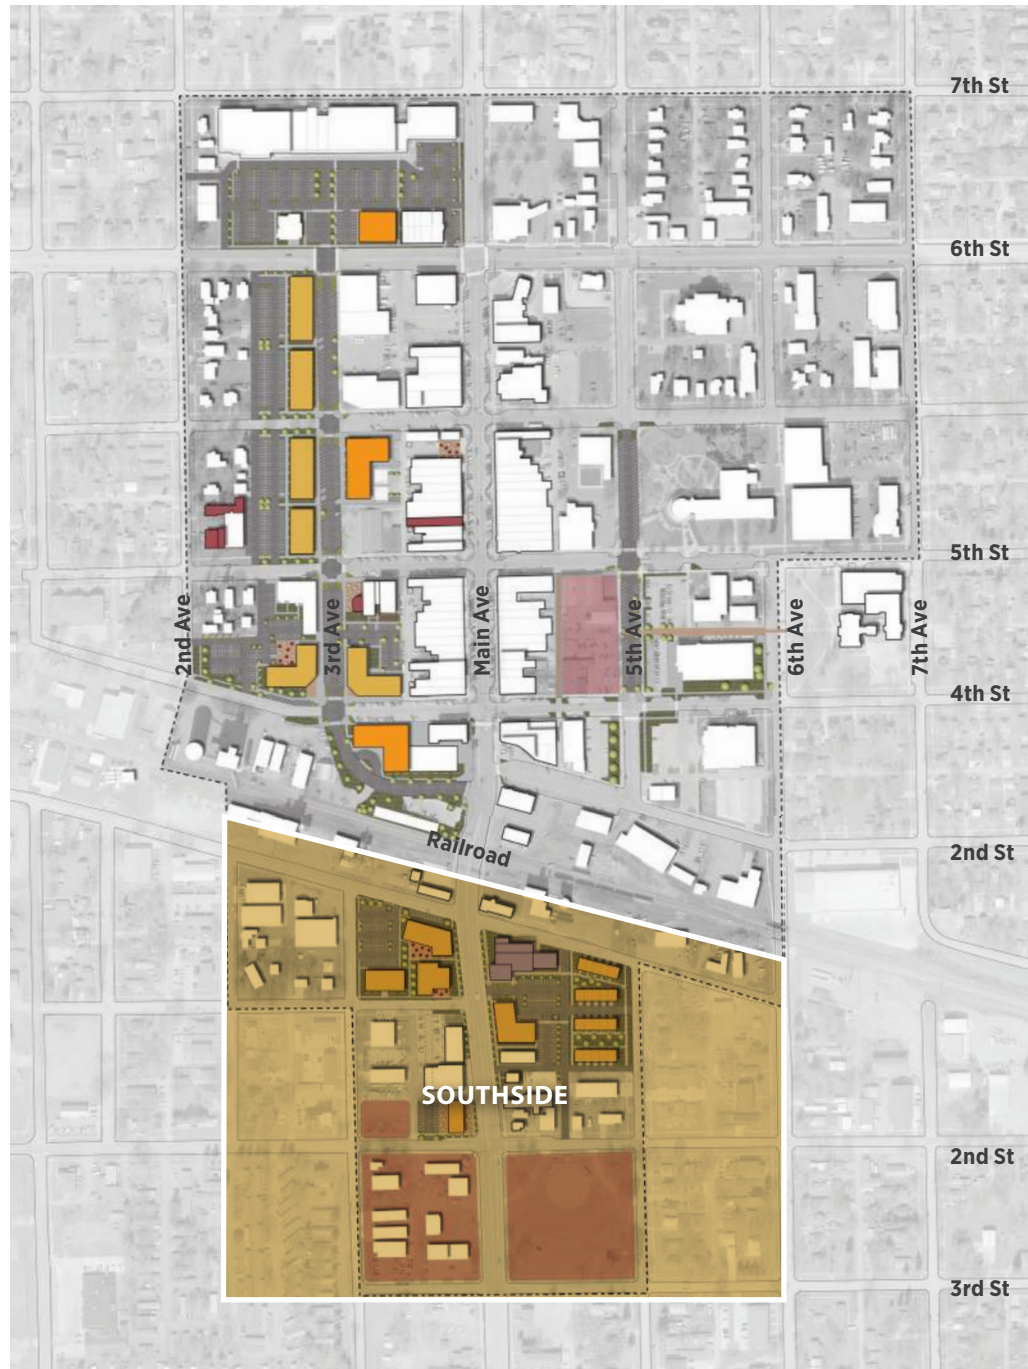 7th St
6th St
5th St
2nd Ave
3rd Ave
Main Ave
5th Ave
6th Ave
7th Ave
4th St
Railroad
2nd St
SOUTHSIDE
2nd St
3rd St